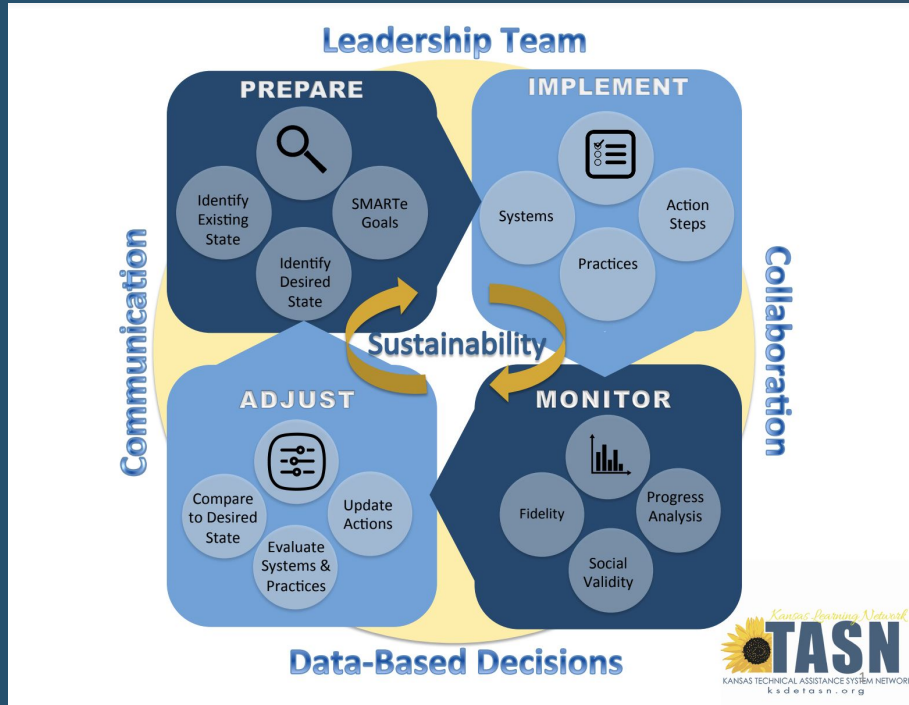 Leadership Team
PREPARE
Identify
Existing
State
SMARTe
Goals
Identify
Desired
State
IMPLEMENT
Systems
Action
Steps
Practices
Communication
Collaboration
Sustainability
ADJUST
Compare
to Desired
State
Update
Actions
Evaluate
Systems &
Practices
MONITOR
Fidelity
Progress
Analysis
Social
Validity
Data-Based Decisions
Kansas Learning Network
TASN
1
KANSAS TECHNICAL ASSISTANCE SYSTEM NETWORK
ksdetasn.org